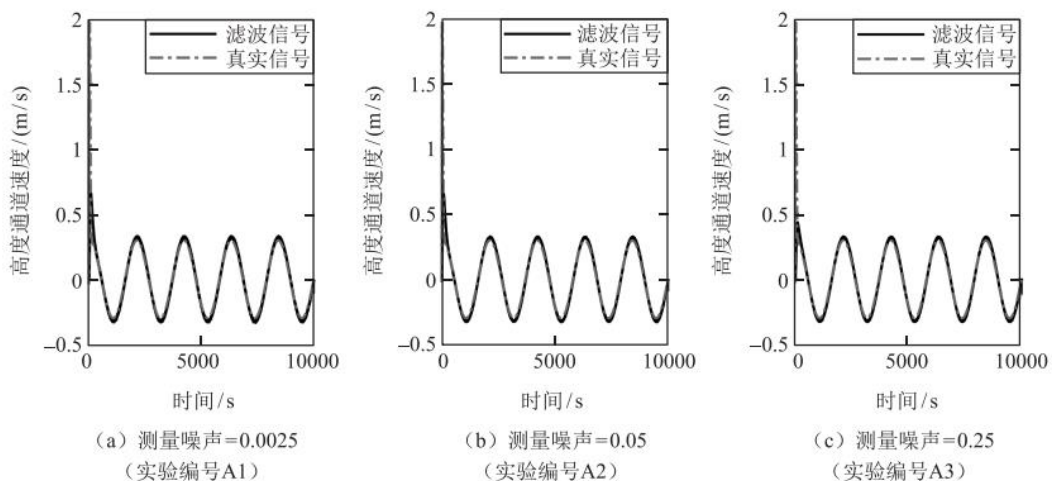 2
滤波信号
真实信号
1.5
1
0.5
0
–0.5
高度通道速度/(m/s)
0
5000
10000
时间/s
(a) 测量噪声=0.0025
(实验编号A1)
2
滤波信号
真实信号
1.5
1
0.5
0
–0.5
高度通道速度/(m/s)
0
5000
10000
时间/s
(b) 测量噪声=0.05
(实验编号A2)
2
滤波信号
真实信号
1.5
1
0.5
0
–0.5
高度通道速度/(m/s)
0
5000
10000
时间/s
(c) 测量噪声=0.25
(实验编号A3)